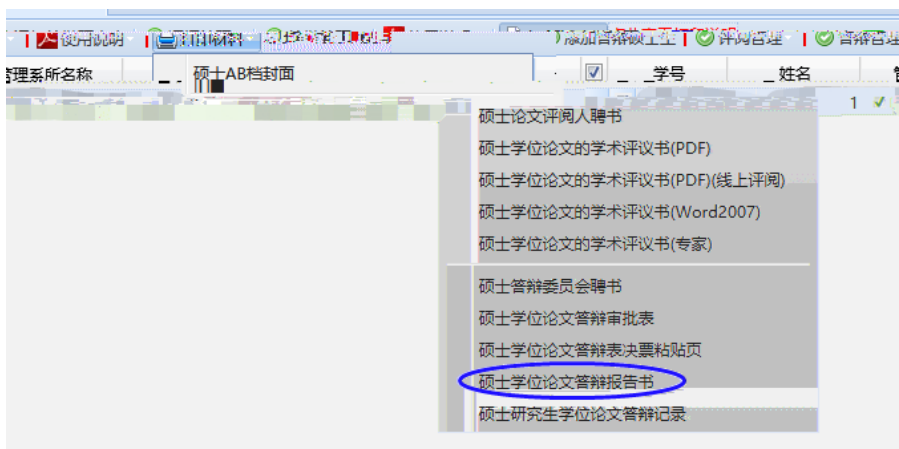 使用说明 打印材料 添加答辩硕士生 评阅管理 答辩管理
管理系所名称 学号 姓名
硕士AB档封面
1
硕士论文评阅人聘书
硕士学位论文的学术评议书(PDF)
硕士学位论文的学术评议书(PDF)(线上评阅)
硕士学位论文的学术评议书(Word2007)
硕士学位论文的学术评议书(专家)
硕士答辩委员会聘书
硕士学位论文答辩审批表
硕士学位论文答辩表决票粘贴页
硕士学位论文答辩报告书
硕士研究生学位论文答辩记录